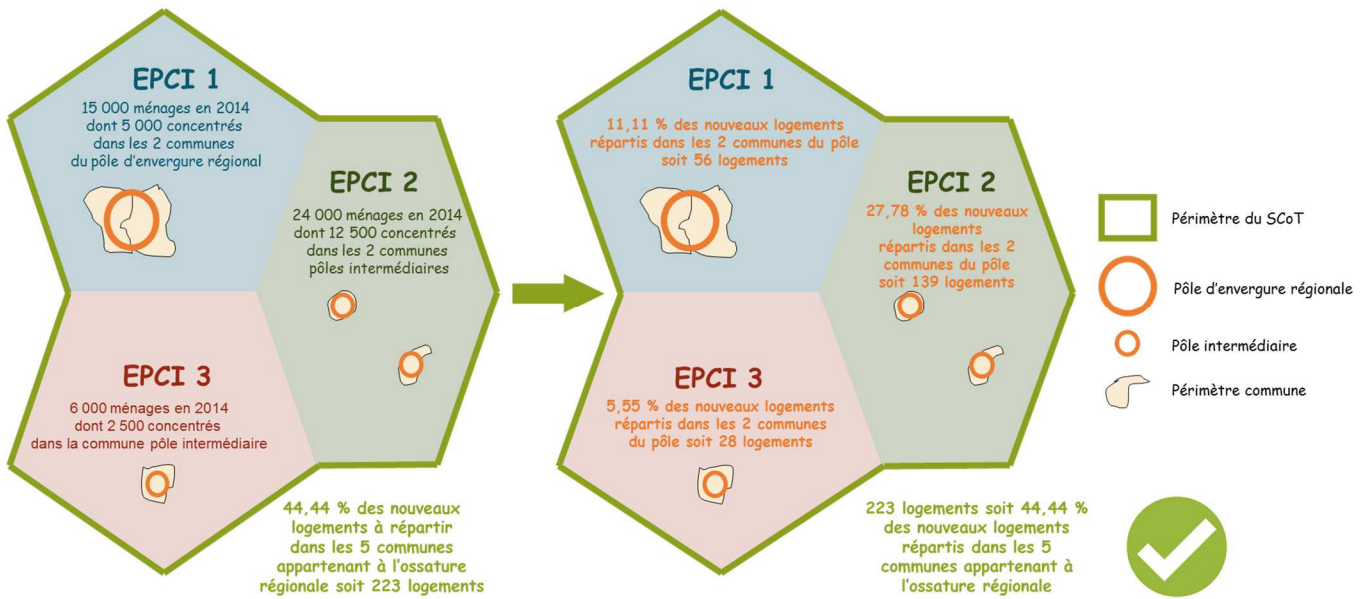 EPCI 1
15 000 ménages en 2014
dont 5 000 concentrés
dans les 2 communes
du pôle d'envergure régional
EPCI 2
24 000 ménages en 2014
dont 12 500 concentrés
dans les 2 communes
pôles intermédiaires
EPCI 3
6 000 ménages en 2014
dont 2 500 concentrés
dans la commune pôle intermédiaire
44,44 % des nouveaux
logements à répartir
dans les 5 communes
appartenant à l'ossature
régionale soit 223 logements
EPCI 1
11,11 % des nouveaux logements
répartis dans les 2 communes du pôle
soit 56 logements
EPCI 2
27,78 % des nouveaux
logements
répartis dans les 2
communes du pôle
soit 139 logements
EPCI 3
5,55 % des nouveaux logements
répartis dans les 2 communes
du pôle soit 28 logements
223 logements soit 44,44 %
des nouveaux logements
répartis dans les 5
communes appartenant à
l'ossature régionale
Périmètre du SCoT
Pôle d'envergure régionale
Pôle intermédiaire
Périmètre commune